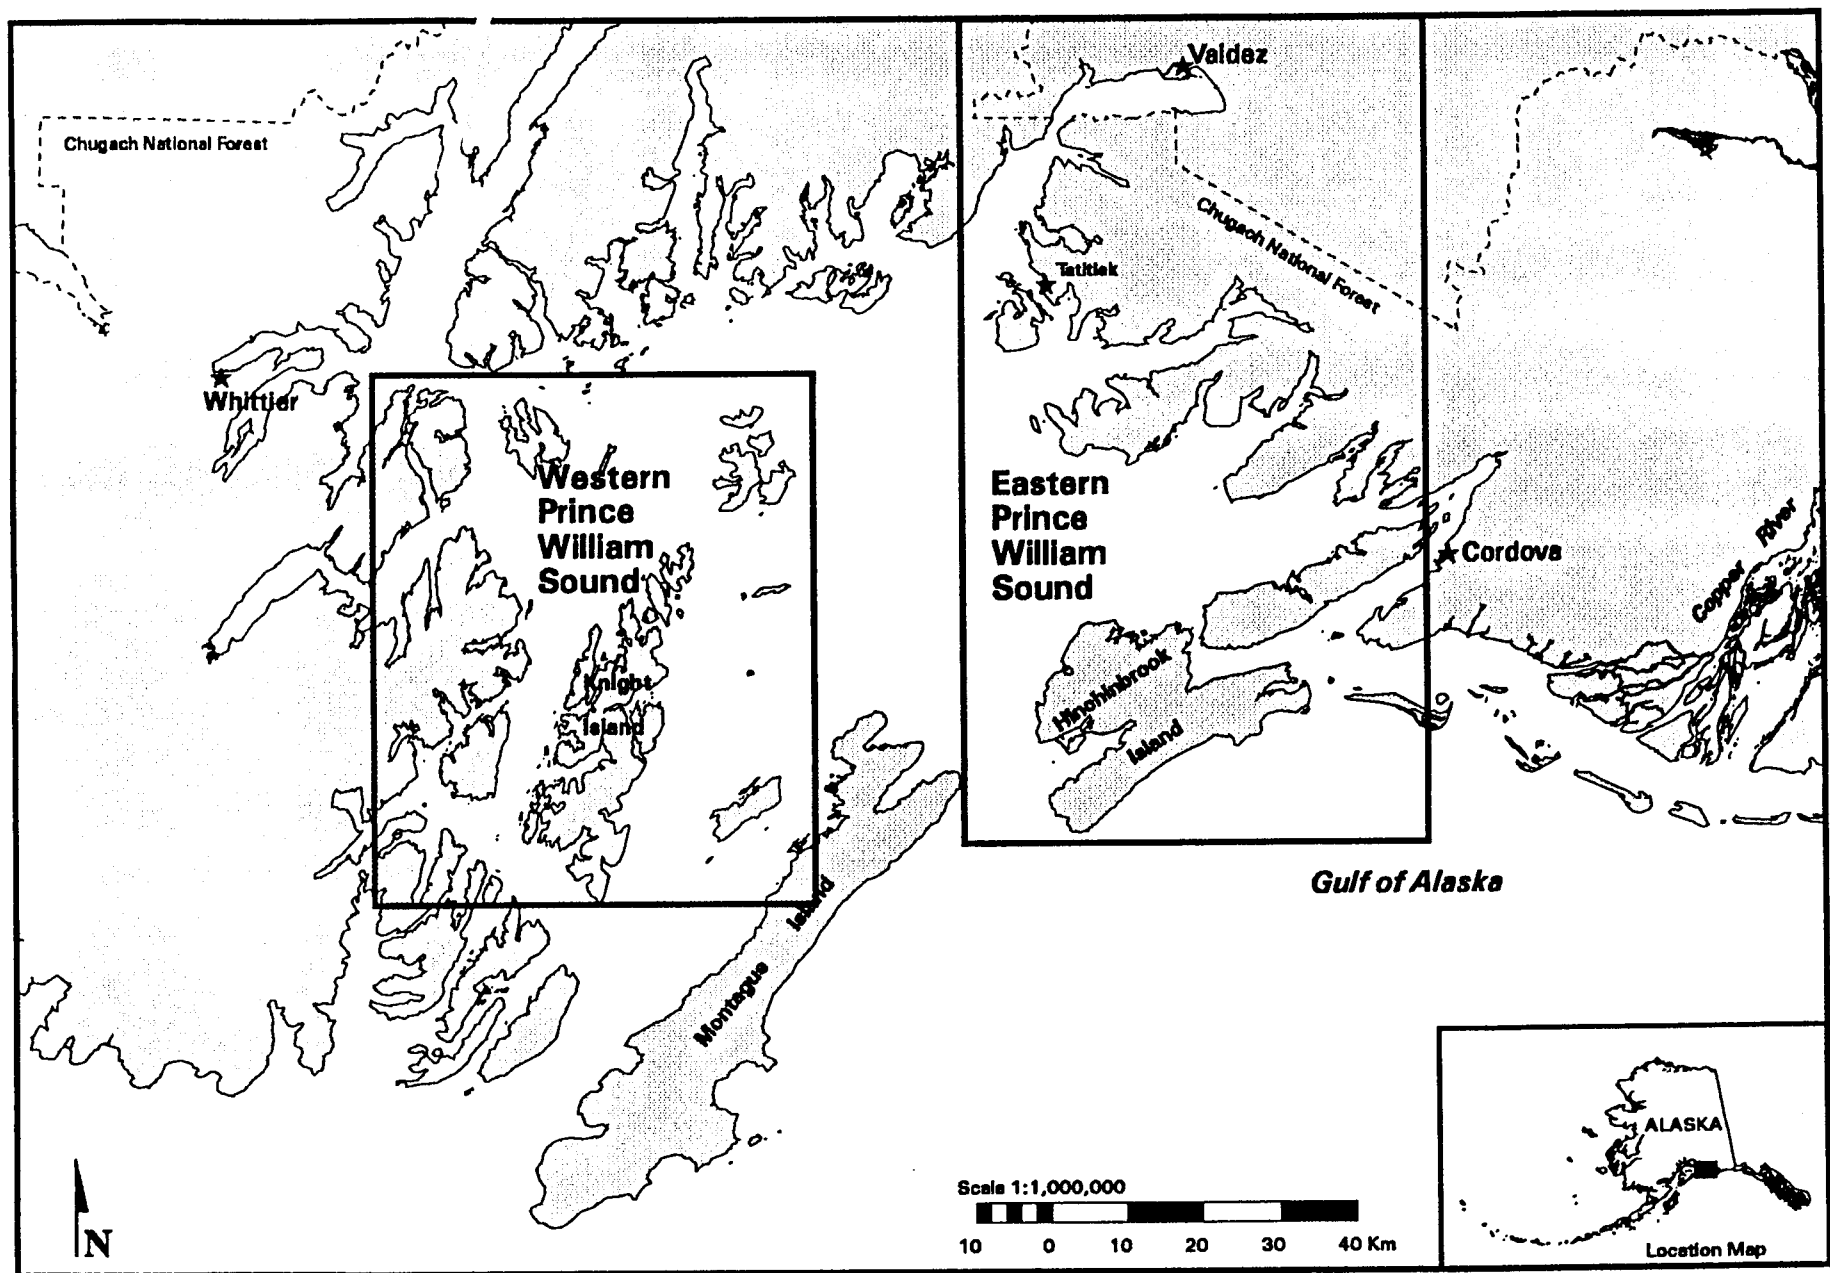 Valdez
Chugach National Forest
Chugach National Forest
Tatitlek
Whittier
Western
Prince
William
Sound
Eastern
Prince
William
Sound
Cordova
Copper River
Knight
Island
Hinchinbrook
Island
Gulf of Alaska
Montague Island
ALASKA
Scale 1:1,000,000
10 0 10 20 30 40 Km
N
Location Map